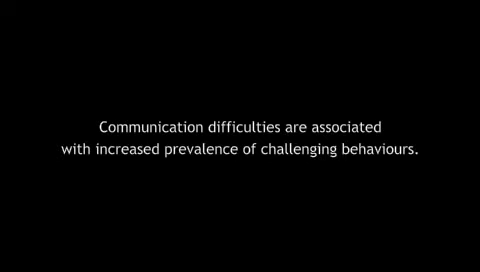 Communication difficulties are associated
with increased prevalence of challenging behaviours.